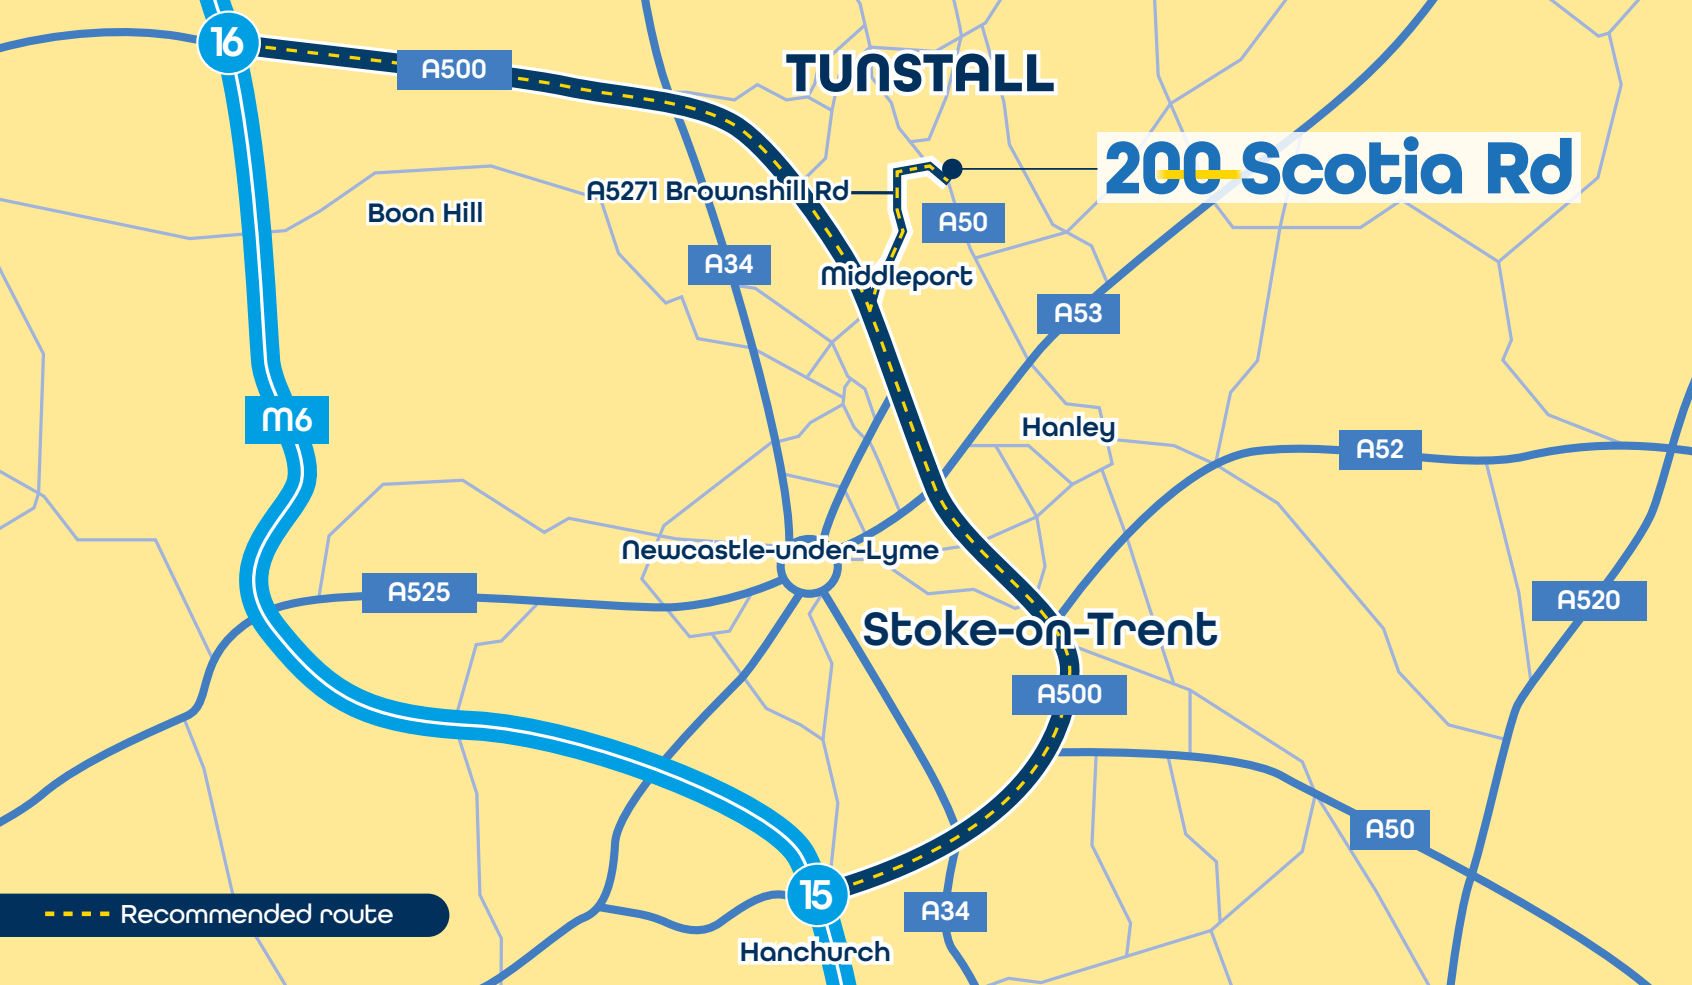 16
A500
TUNSTALL
200 Scotia Rd
A5271 Brownshill Rd
Boon Hill
A50
A34
Middleport
A53
M6
Hanley
A52
Newcastle-under-Lyme
A525
A520
Stoke-on-Trent
A500
A50
15
A34
Recommended route
Hanchurch